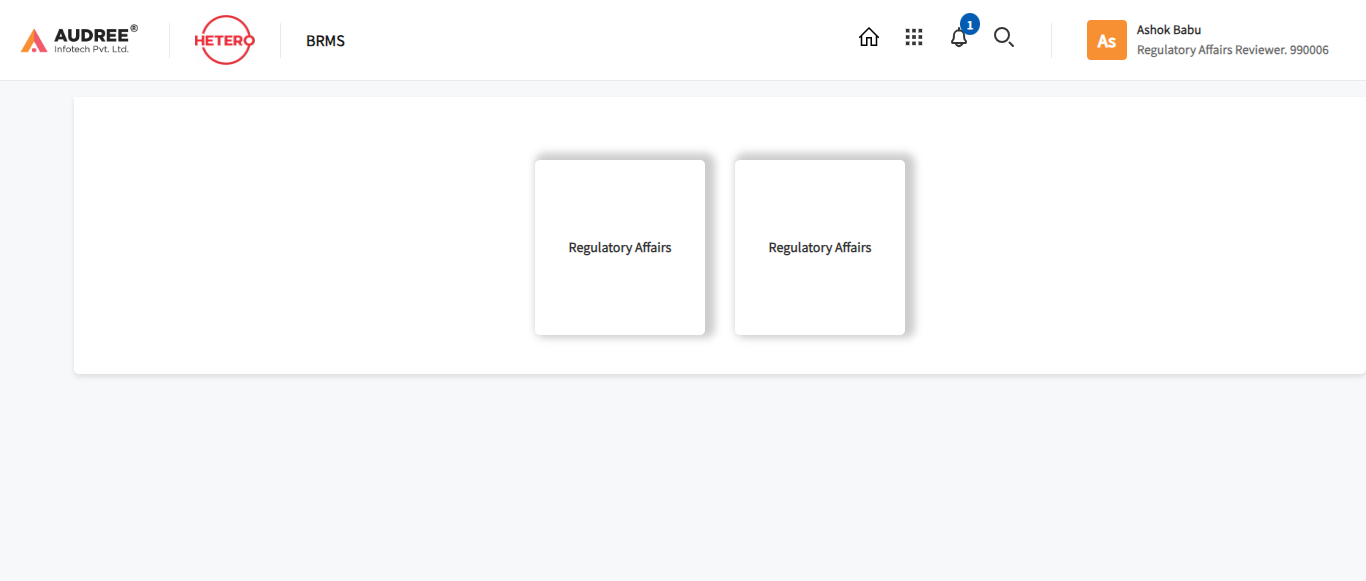 AUDREE®
Infotech Pvt. Ltd.
HETERO
BRMS
1
As
Ashok Babu
Regulatory Affairs Reviewer. 990006
Regulatory Affairs
Regulatory Affairs